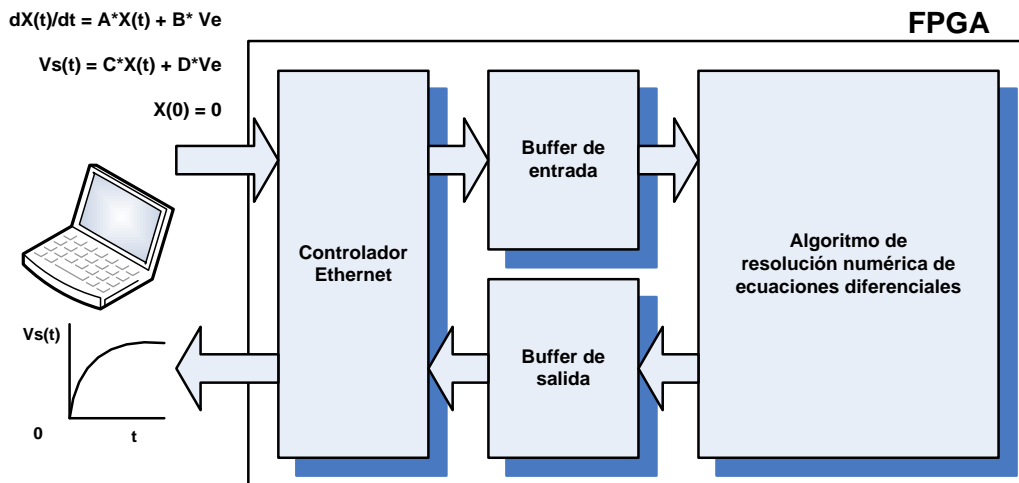 dX(t)/dt = A*X(t) + B* Ve
Vs(t) = C*X(t) + D*Ve
X(0) = 0
FPGA
Controlador
Ethernet
Buffer de
entrada
Algoritmo de
resolución numérica de
ecuaciones diferenciales
Buffer de
salida
Vs(t)
0
t